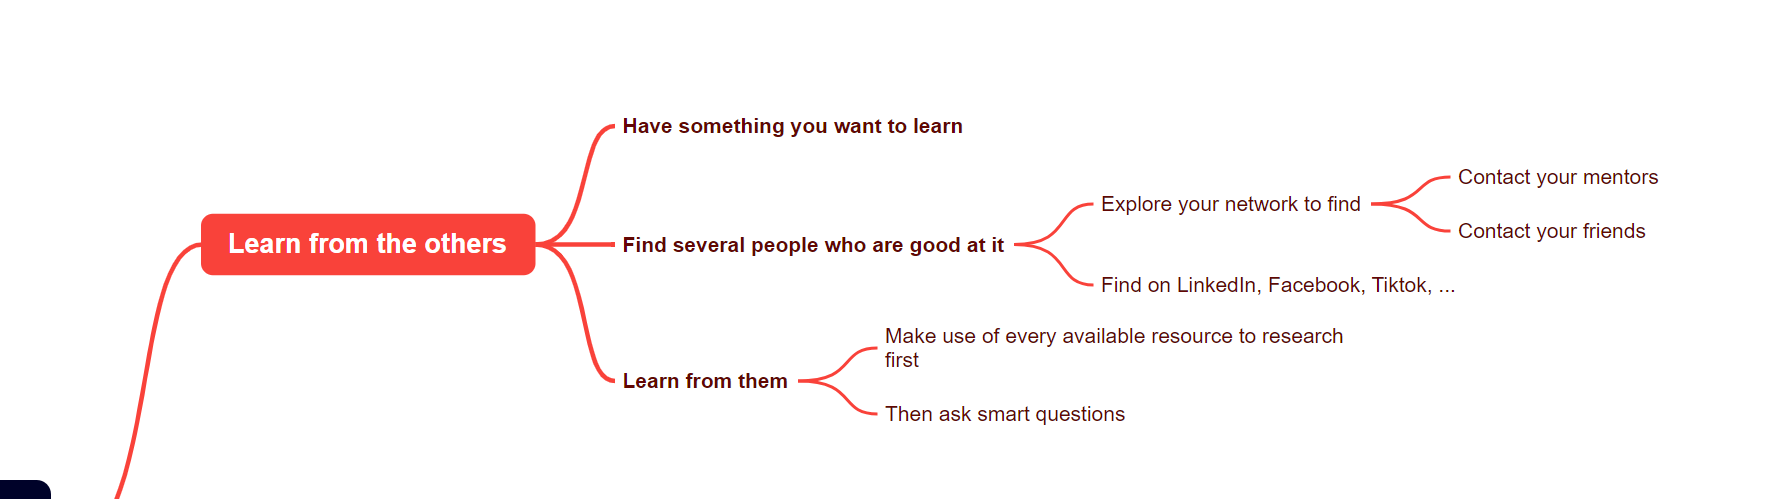 Learn from the others
Have something you want to learn
Find several people who are good at it
Explore your network to find
Contact your mentors
Contact your friends
Find on LinkedIn, Facebook, Tiktok, ...
Learn from them
Make use of every available resource to research
first
Then ask smart questions